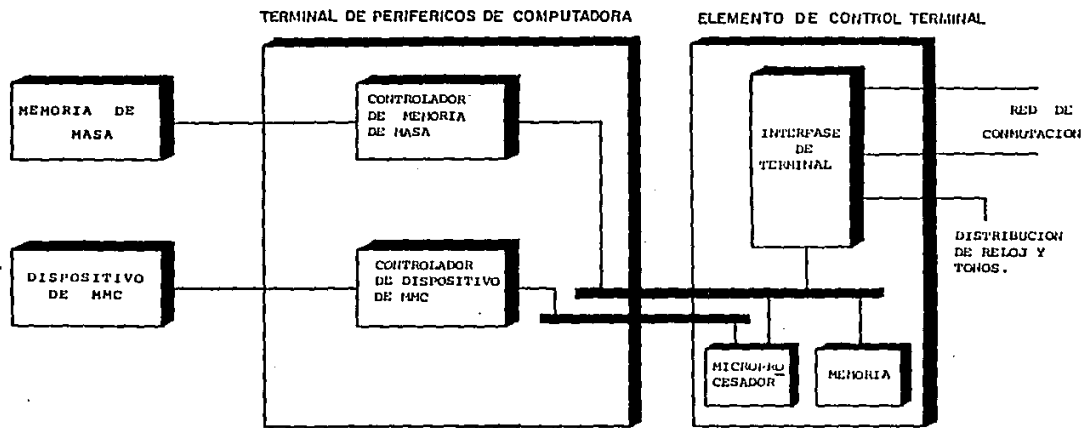 TERMINAL DE PERIFERICOS DE COMPUTADORA
ELEMENTO DE CONTROL TERMINAL
MEMORIA DE
MASA
CONTROLADOR
DE MEMORIA
DE MASA
INTERFASE
DE
TERMINAL
RED DE
CONMUTACION
DISPOSITIVO
DE MMC
CONTROLADOR
DE DISPOSITIVO
DE MMC
DISTRIBUCION
DE RELOJ Y
TONOS.
MICROPRO
CESADOR
MEMORIA